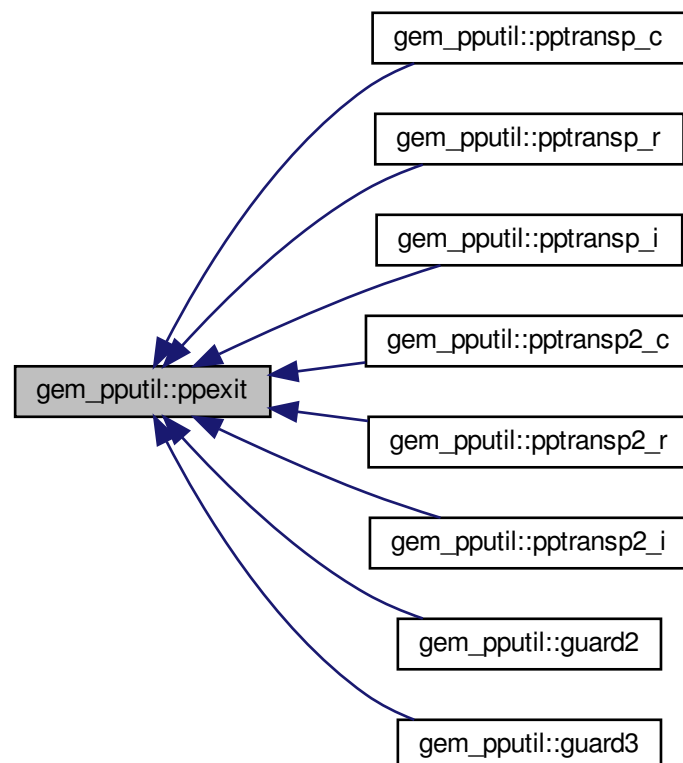 gem_pputil::pptransp_c
gem_pputil::pptransp_r
gem_pputil::pptransp_i
gem_pputil::pptransp2_c
gem_pputil::ppexit
gem_pputil::pptransp2_r
gem_pputil::pptransp2_i
gem_pputil::guard2
gem_pputil::guard3